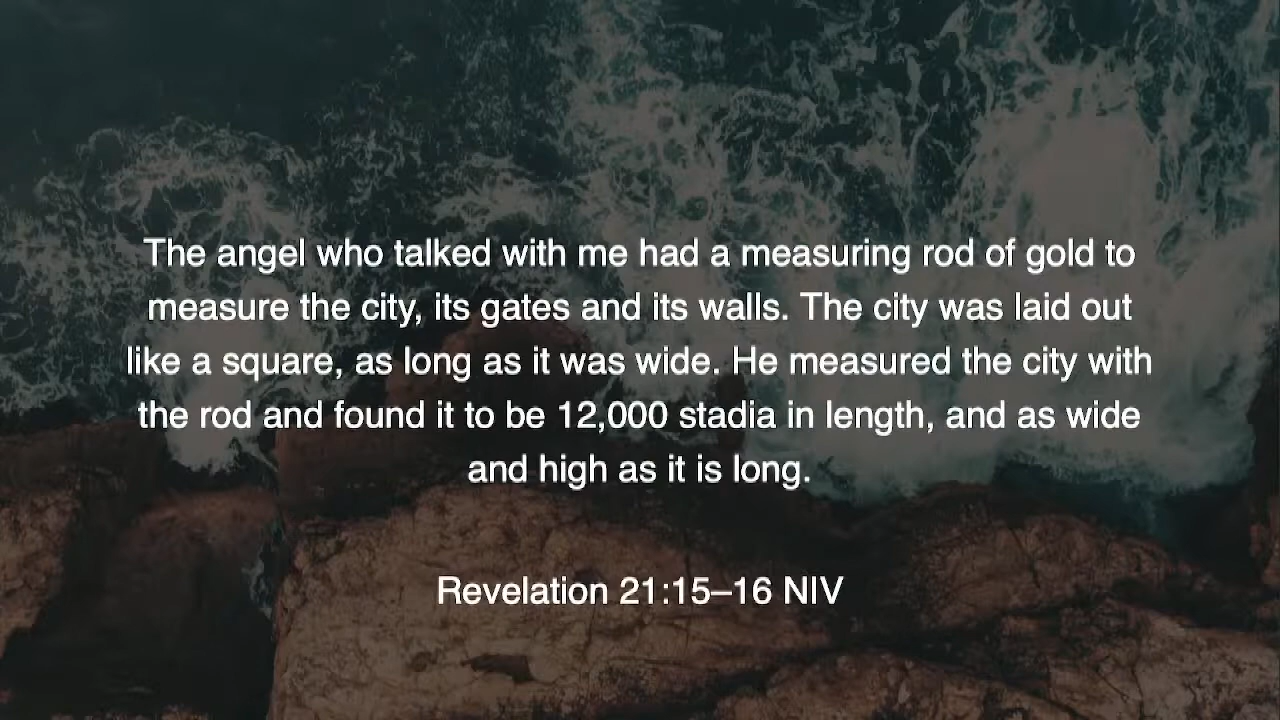 The angel who talked with me had a measuring rod of gold to
measure the city, its gates and its walls. The city was laid out
like a square, as long as it was wide. He measured the city with
the rod and found it to be 12,000 stadia in length, and as wide
and high as it is long.
Revelation 21:15–16 NIV